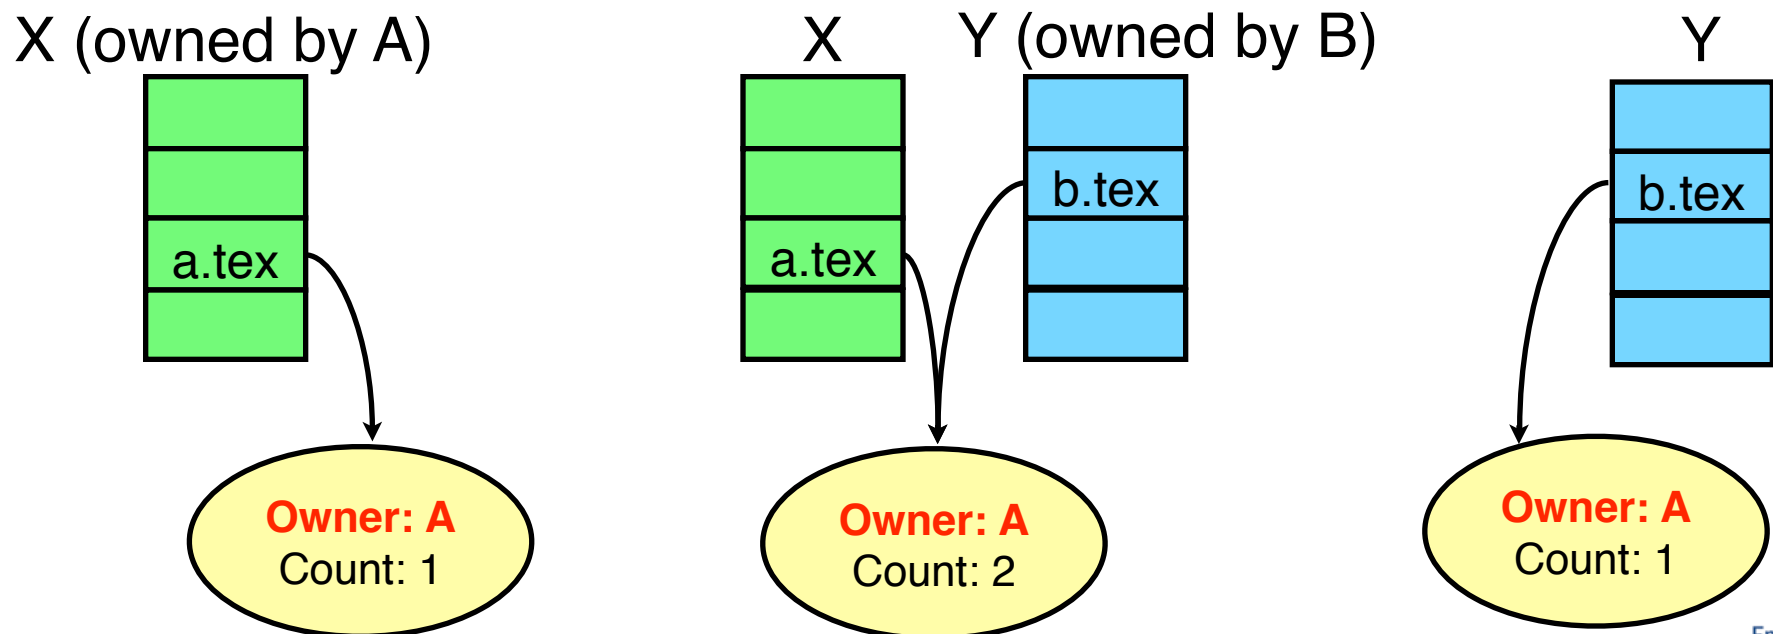 X (owned by A)
a.tex
Owner: A
Count: 1
X
Y (owned by B)
b.tex
a.tex
Owner: A
Count: 2
Y
b.tex
Owner: A
Count: 1